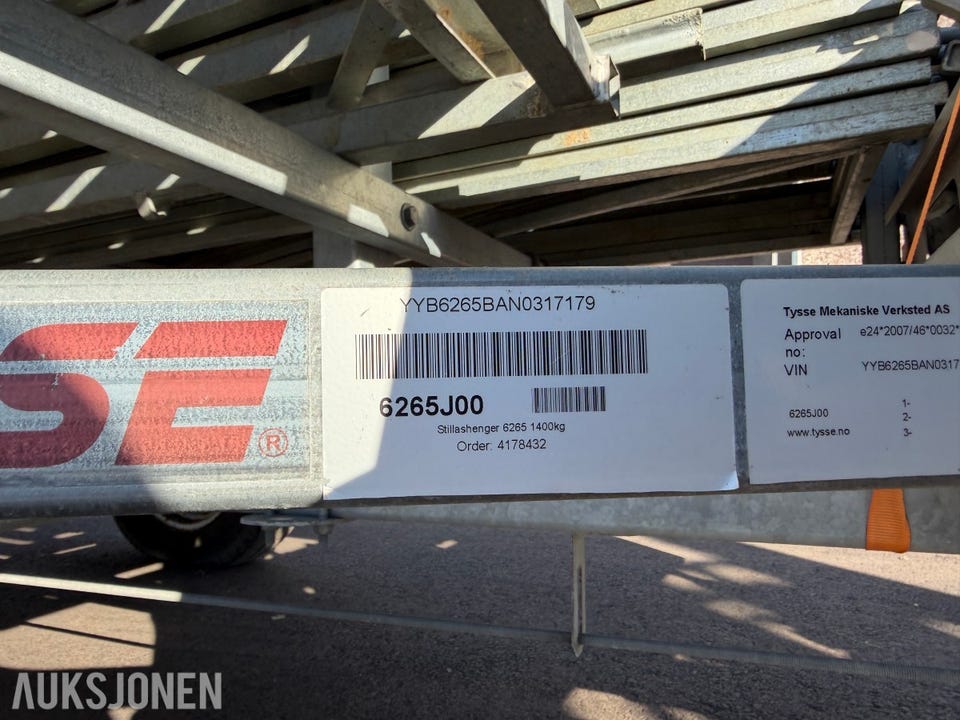 SE®
YYB6265BAN0317179
6265J00
Stillashenger 6265 1400kg
Order: 4178432
Tysse Mekaniske Verksted AS
Approval no: e24*2007/46*0032*
VIN YYB6265BAN0317
6265J00 1-
2-
www.tysse.no 3-
AUKSJONEN